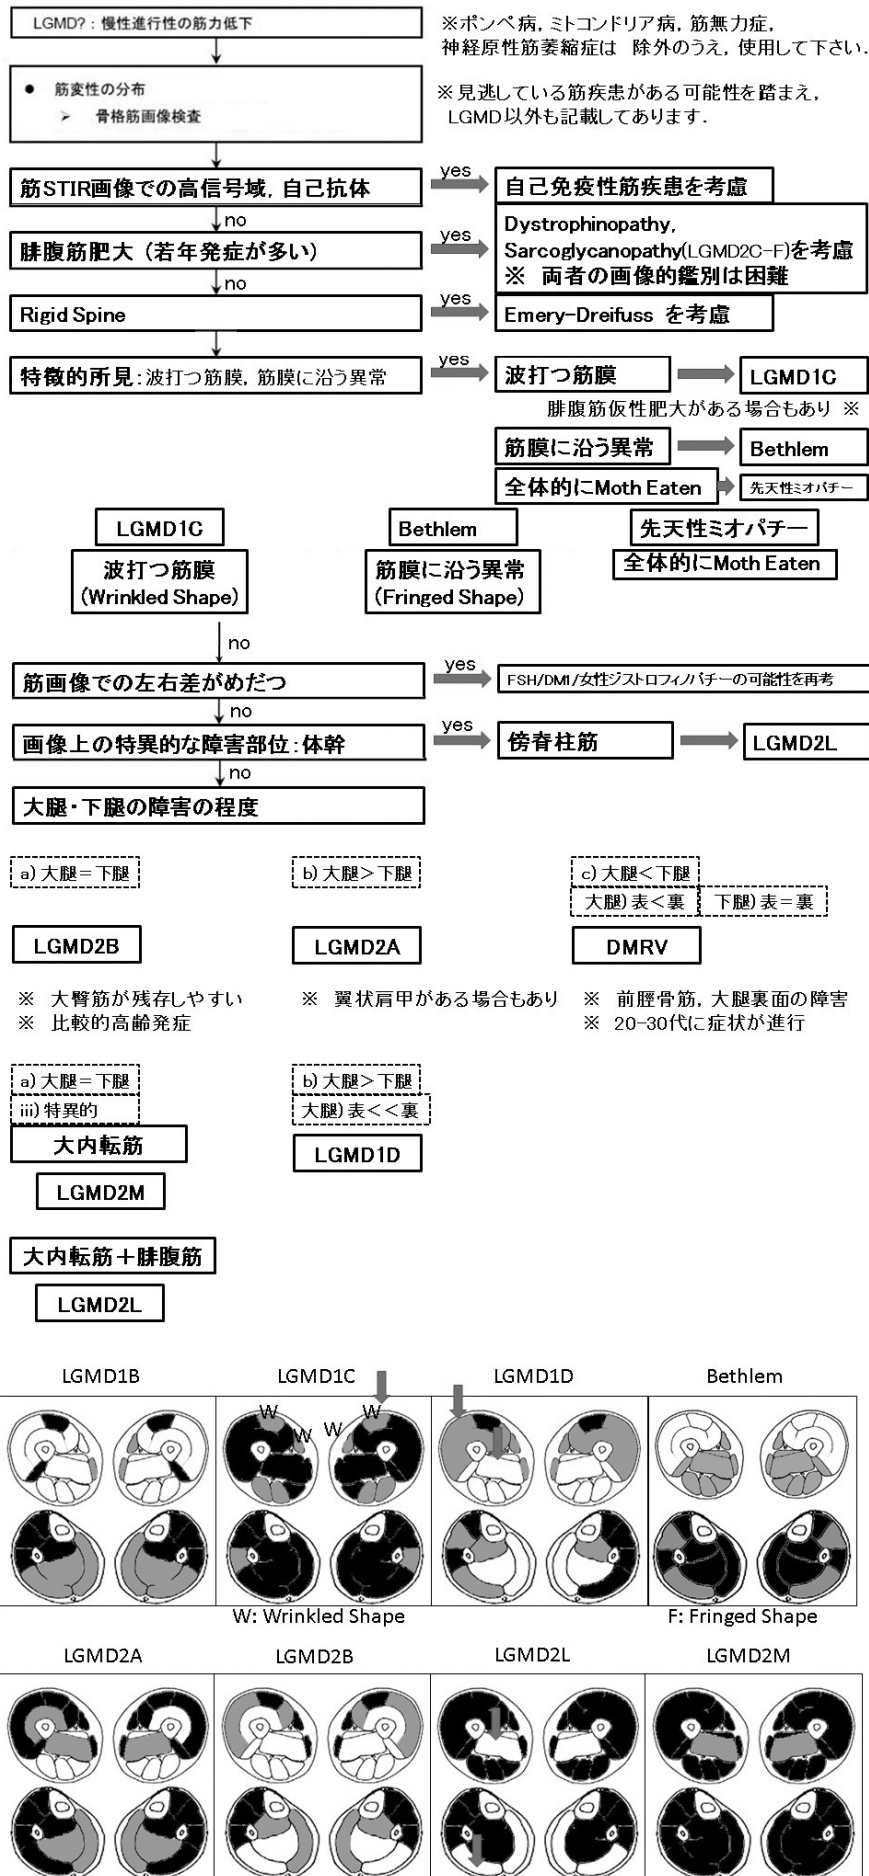 LGMD?：慢性進行性の筋力低下
※ポンペ病，ミトコンドリア病，筋無力症，
神経原性筋萎縮症は　除外のうえ，使用して下さい．
● 筋変性の分布
➢ 骨格筋画像検査
※見逃している筋疾患がある可能性を踏まえ，
LGMD以外も記載してあります．
筋STIR画像での高信号域，自己抗体
yes
自己免疫性筋疾患を考慮
no
腓腹筋肥大（若年発症が多い）
yes
Dystrophinopathy,
Sarcoglycanopathy(LGMD2C-F)を考慮
※　両者の画像的鑑別は困難
no
Rigid Spine
yes
Emery-Dreifuss を考慮
特徴的所見：波打つ筋膜，筋膜に沿う異常
yes
波打つ筋膜
LGMD1C
腓腹筋仮性肥大がある場合もあり ※
筋膜に沿う異常
Bethlem
全体的にMoth Eaten
先天性ミオパチー
LGMD1C
Bethlem
先天性ミオパチー
波打つ筋膜
(Wrinkled Shape)
筋膜に沿う異常
(Fringed Shape)
全体的にMoth Eaten
no
筋画像での左右差がめだつ
yes
FSH/DM1/女性ジストロフィノパチーの可能性を再考
no
画像上の特異的な障害部位：体幹
yes
傍脊柱筋
LGMD2L
no
大腿・下腿の障害の程度
a）大腿＝下腿
b）大腿＞下腿
c）大腿＜下腿
大腿）表＜裏
下腿）表＝裏
LGMD2B
LGMD2A
DMRV
※　大臀筋が残存しやすい
※　比較的高齢発症
※　翼状肩甲がある場合もあり
※　前脛骨筋，大腿裏面の障害
※　20-30代に症状が進行
a）大腿＝下腿
iii）特異的
大内転筋
LGMD2M
b）大腿＞下腿
大腿）表＜＜裏
LGMD1D
大内転筋＋腓腹筋
LGMD2L
LGMD1B
LGMD1C
LGMD1D
Bethlem
W
W
W
W
W: Wrinkled Shape
F: Fringed Shape
LGMD2A
LGMD2B
LGMD2L
LGMD2M